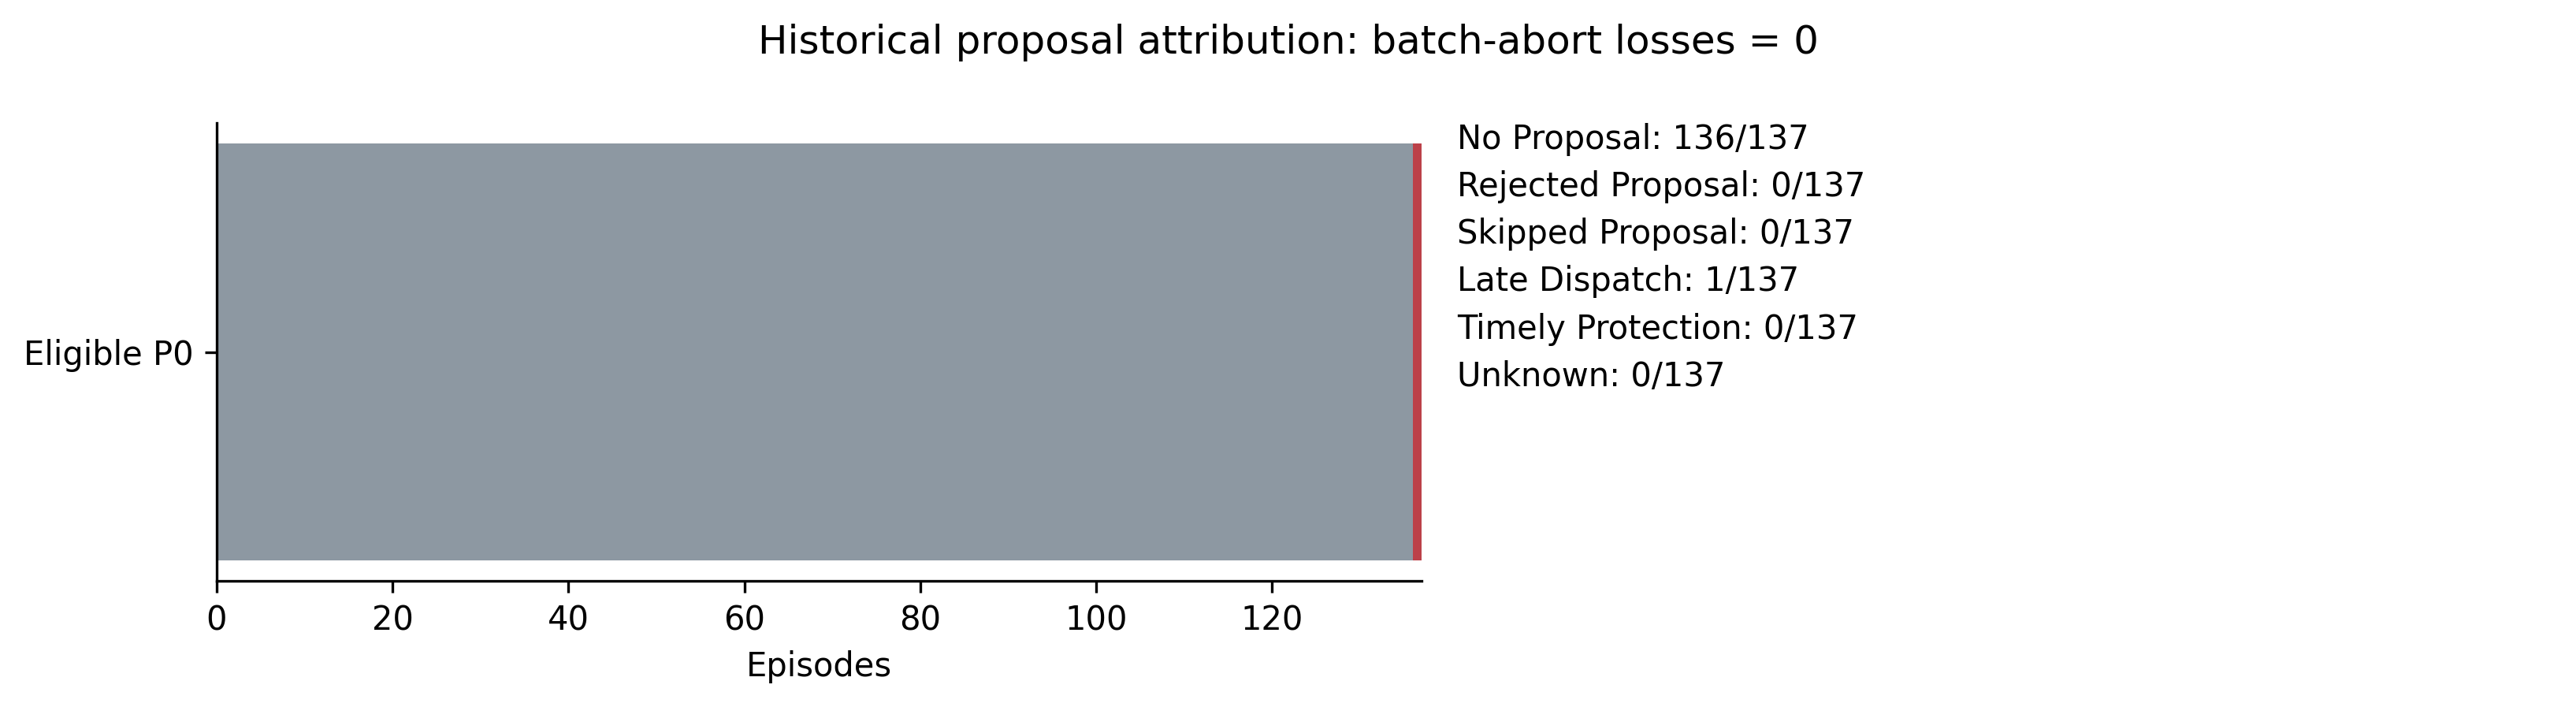 Historical proposal attribution: batch-abort losses = 0
No Proposal: 136/137
Rejected Proposal: 0/137
Skipped Proposal: 0/137
Late Dispatch: 1/137
Timely Protection: 0/137
Unknown: 0/137
Eligible P0
0 20 40 60 80 100 120
Episodes